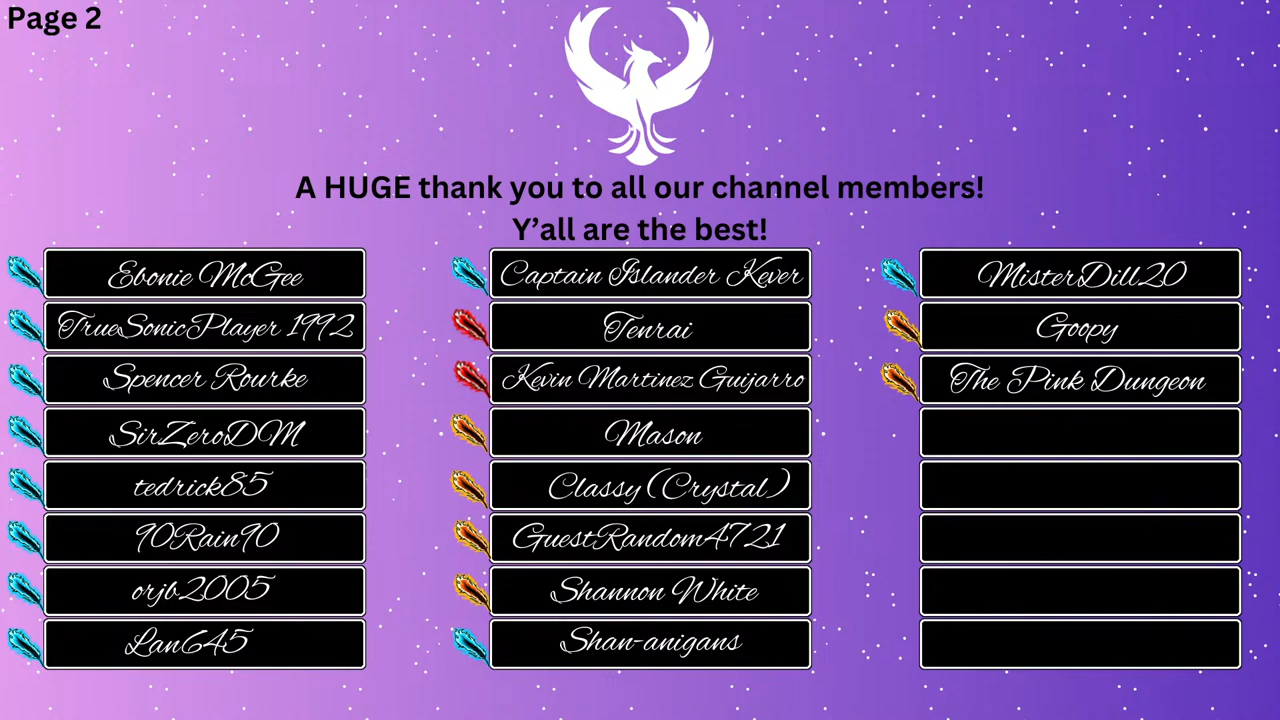 Page 2
A HUGE thank you to all our channel members!
Y'all are the best!
Ebonie McGee
TrueSonicPlayer 1992
Spencer Rourke
SirZeroDM
tedrick85
90Rain90
orjb2005
Lan645
Captain Islander Kever
Tenrai
Kevin Martinez Guijarro
Mason
Classy (Crystal)
GuestRandom4721
Shannon White
Shan-anigans
MisterDill20
Goopy
The Pink Dungeon